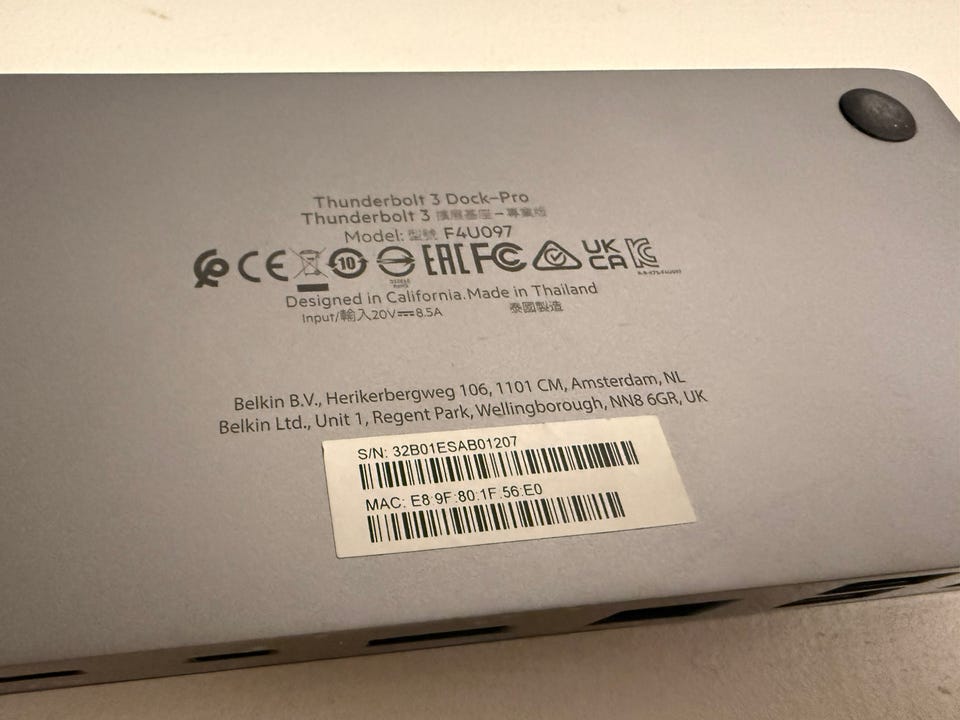 Thunderbolt 3 Dock-Pro
Thunderbolt 3 擴展基座-專業版
Model: 型號 F4U097
CE 10 EAC FC UKCA
Designed in California. Made in Thailand
Input/輸入20V⎓8.5A 泰國製造
Belkin B.V., Herikerbergweg 106, 1101 CM, Amsterdam, NL
Belkin Ltd., Unit 1, Regent Park, Wellingborough, NN8 6GR, UK
S/N: 32B01ESAB01207
MAC: E8:9F:80:1F:56:E0